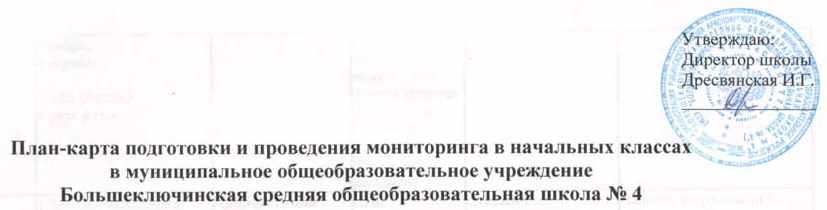 Утверждаю:
Директор школы
Дресвянская И.Г.
План-карта подготовки и проведения мониторинга в начальных классах
в муниципальное общеобразовательное учреждение
Большеключинская средняя общеобразовательная школа № 4